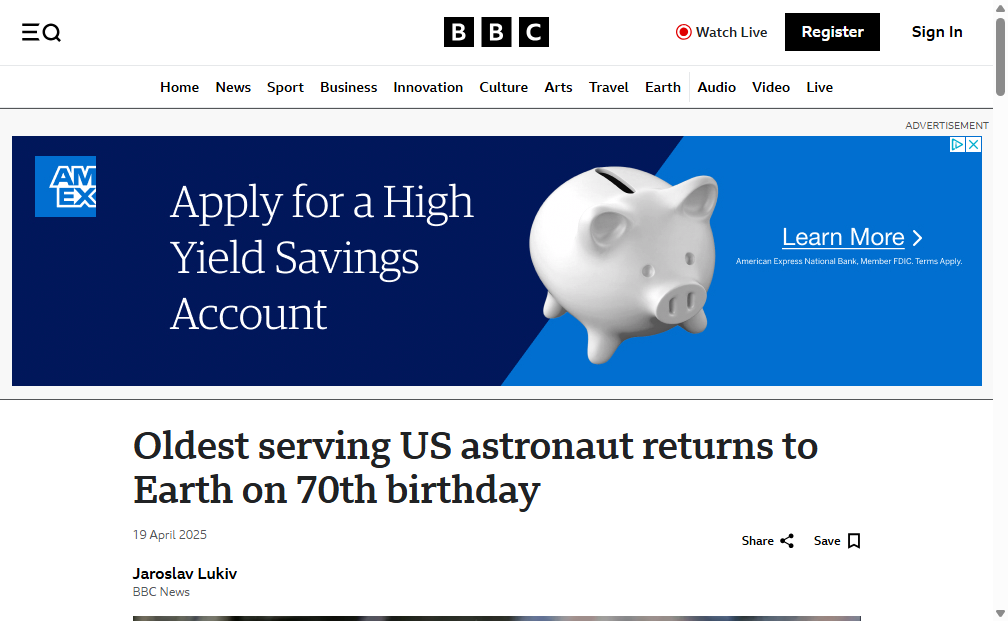 BBC
Watch Live
Register
Sign In
Home News Sport Business Innovation Culture Arts Travel Earth Audio Video Live
ADVERTISEMENT
AM
EX
Apply for a High
Yield Savings
Account
Learn More
American Express National Bank, Member FDIC. Terms Apply.
Oldest serving US astronaut returns to
Earth on 70th birthday
19 April 2025
Share Save
Jaroslav Lukiv
BBC News